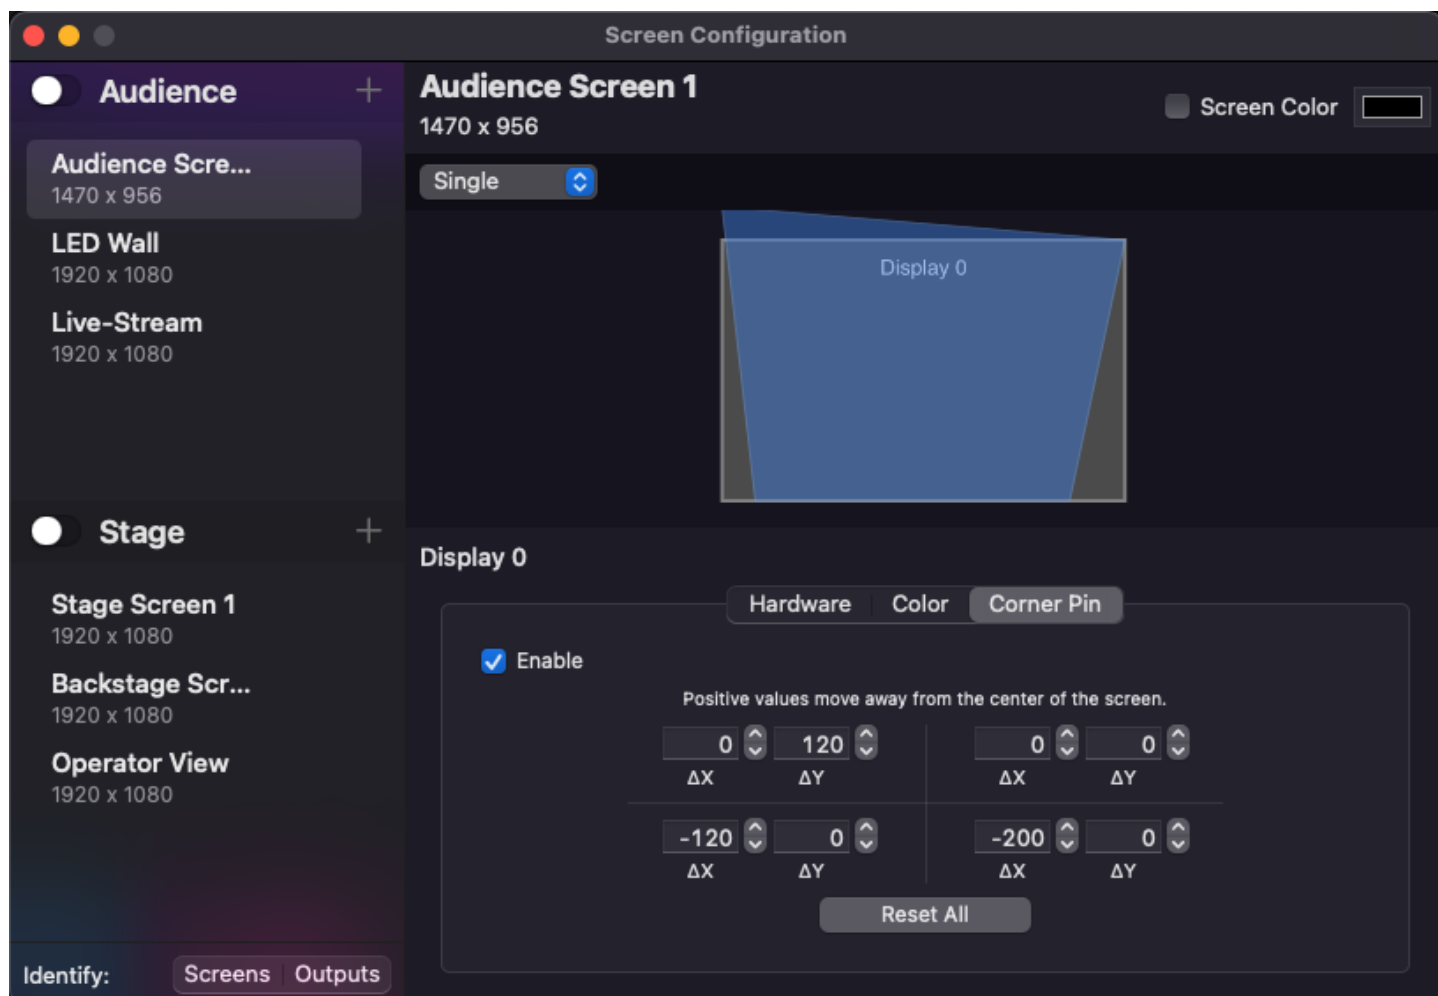 Screen Configuration
Audience
Audience Scre...
1470 x 956
LED Wall
1920 x 1080
Live-Stream
1920 x 1080
Stage
Stage Screen 1
1920 x 1080
Backstage Scr...
1920 x 1080
Operator View
1920 x 1080
Identify: Screens Outputs
Audience Screen 1
1470 x 956
Screen Color
Single
Display 0
Display 0
Hardware Color Corner Pin
Enable
Positive values move away from the center of the screen.
0 120 0 0
ΔX ΔY ΔX ΔY
-120 0 -200 0
ΔX ΔY ΔX ΔY
Reset All